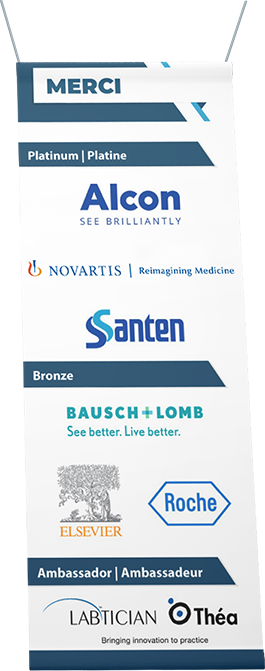 MERCI
Platinum | Platine
Alcon
SEE BRILLIANTLY
NOVARTIS | Reimagining Medicine
Santen
Bronze
BAUSCH + LOMB
See better. Live better.
ELSEVIER
Roche
Ambassador | Ambassadeur
LABTICIAN Théa
Bringing innovation to practice